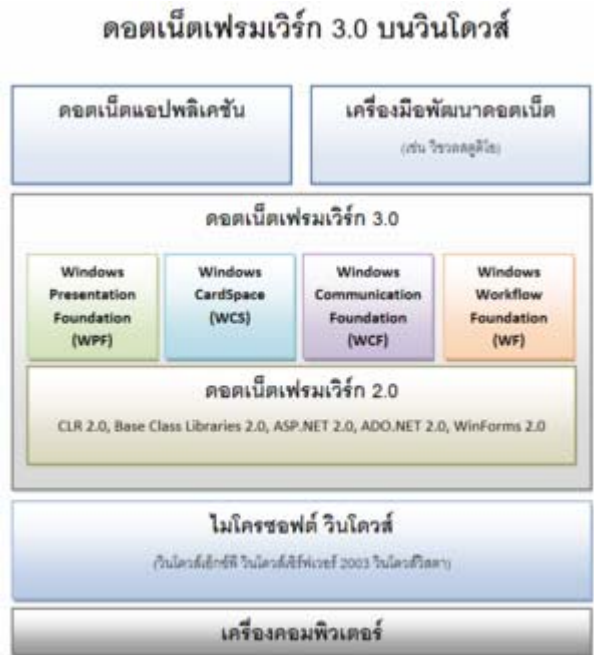 ดอตเน็ตเฟรมเวิร์ก 3.0 บนวินโดวส์
ดอตเน็ตแอปพลิเคชัน
เครื่องมือพัฒนาดอตเน็ต
(เช่น วิชวลสตูดิโอ)
ดอตเน็ตเฟรมเวิร์ก 3.0
Windows
Presentation
Foundation
(WPF)
Windows
CardSpace
(WCS)
Windows
Communication
Foundation
(WCF)
Windows
Workflow
Foundation
(WF)
ดอตเน็ตเฟรมเวิร์ก 2.0
CLR 2.0, Base Class Libraries 2.0, ASP.NET 2.0, ADO.NET 2.0, WinForms 2.0
ไมโครซอฟต์ วินโดวส์
(วินโดวส์เอ็กซ์พี วินโดวส์เซิร์ฟเวอร์ 2003 วินโดวส์วิสตา)
เครื่องคอมพิวเตอร์